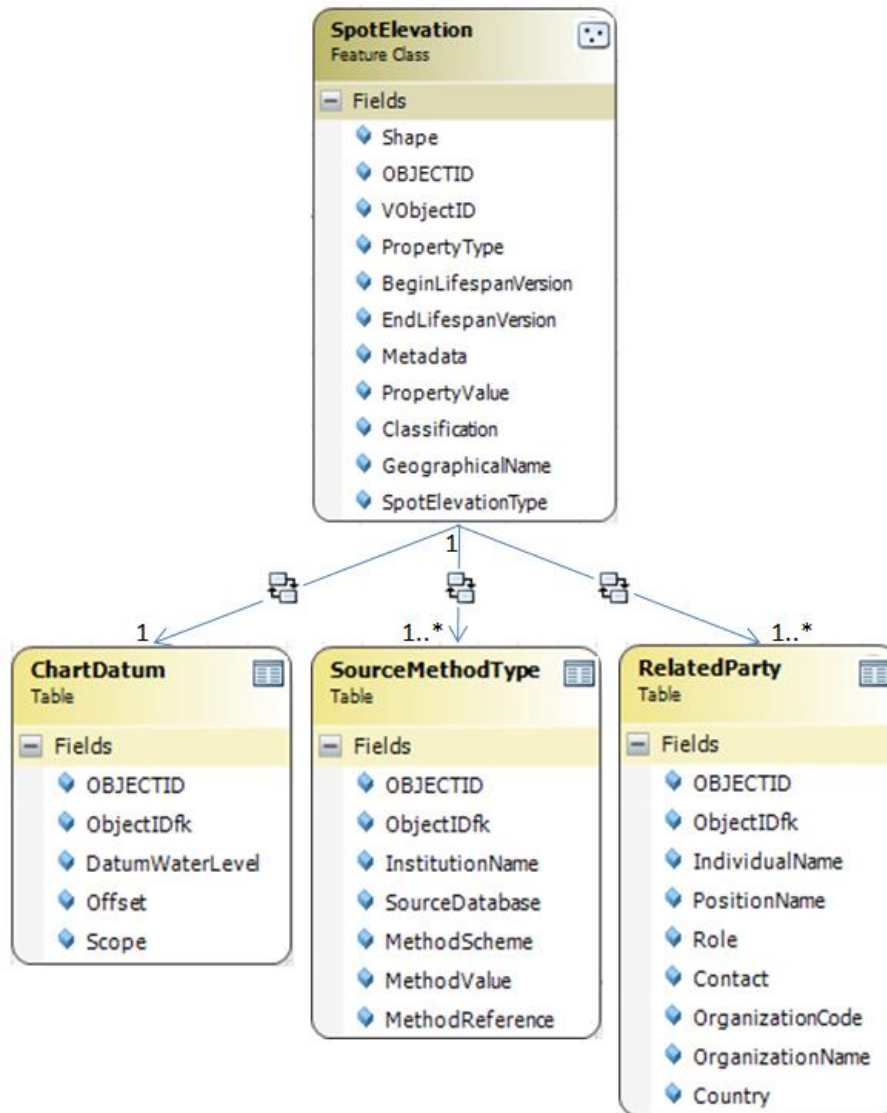 SpotElevation
Feature Class
Fields
Shape
OBJECTID
VObjectID
PropertyType
BeginLifespanVersion
EndLifespanVersion
Metadata
PropertyValue
Classification
GeographicalName
SpotElevationType
1
1
1..*
1..*
ChartDatum
Table
Fields
OBJECTID
ObjectIDfk
DatumWaterLevel
Offset
Scope
SourceMethodType
Table
Fields
OBJECTID
ObjectIDfk
InstitutionName
SourceDatabase
MethodScheme
MethodValue
MethodReference
RelatedParty
Table
Fields
OBJECTID
ObjectIDfk
IndividualName
PositionName
Role
Contact
OrganizationCode
OrganizationName
Country